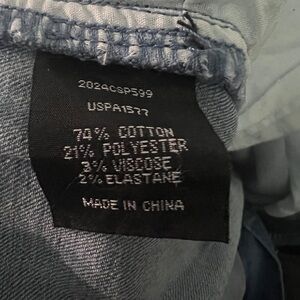 2024CSP599
USPA1577
74% COTTON
21% POLYESTER
3% VISCOSE
2% ELASTANE
MADE IN CHINA